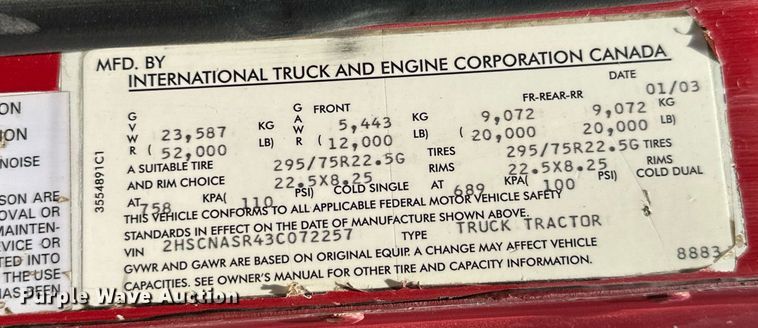 MFD. BY
INTERNATIONAL TRUCK AND ENGINE CORPORATION CANADA
DATE 01/03
GVWR 23,587 KG (52,000 LB) GAWR FRONT 5,443 KG (12,000 LB) FR-REAR-RR 9,072 9,072 KG (20,000 20,000 LB)
A SUITABLE TIRE 295/75R22.5G TIRES 295/75R22.5G TIRES
AND RIM CHOICE 22.5X8.25 RIMS 22.5X8.25 RIMS
AT 758 KPA( 110 PSI) COLD SINGLE AT 689 KPA( 100 PSI) COLD DUAL
THIS VEHICLE CONFORMS TO ALL APPLICABLE FEDERAL MOTOR VEHICLE SAFETY
STANDARDS IN EFFECT ON THE DATE OF MANUFACTURE SHOWN ABOVE.
VIN 2HSCNASR43C072257 TYPE TRUCK TRACTOR
GVWR AND GAWR ARE BASED ON ORIGINAL EQUIP. A CHANGE MAY AFFECT VEHICLE
CAPACITIES. SEE OWNER'S MANUAL FOR OTHER TIRE AND CAPACITY INFORMATION.
8883
3554891C1
ON
ION
NOISE
SON ARE
OVAL OR
MAINTEN-
EVICE OR
TED INTO
THE USE
HAS BEEN
Purple Wave Auction